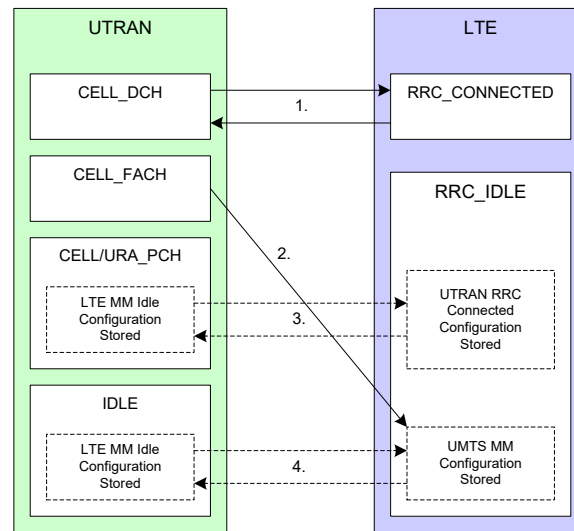 UTRAN
CELL_DCH
CELL_FACH
CELL/URA_PCH
LTE MM Idle
Configuration
Stored
IDLE
LTE MM Idle
Configuration
Stored
1.
2.
3.
4.
LTE
RRC_CONNECTED
RRC_IDLE
UTRAN RRC
Connected
Configuration
Stored
UMTS MM
Configuration
Stored